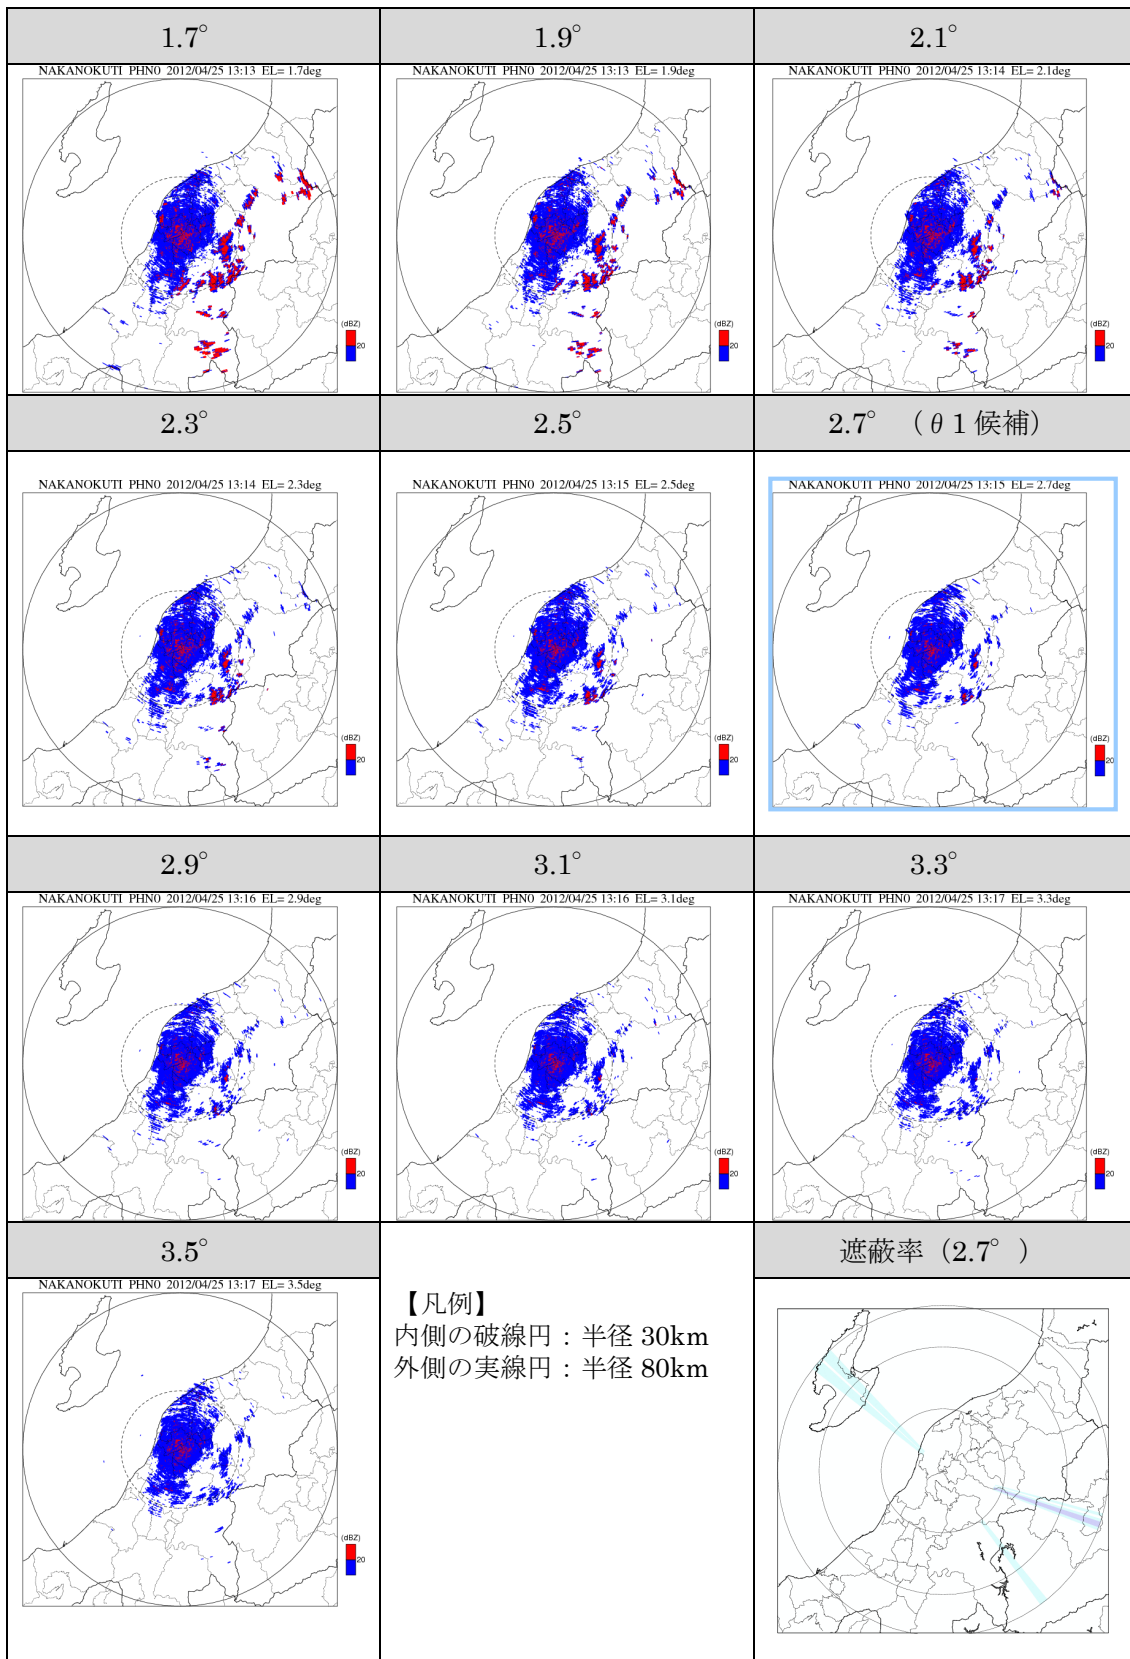 1.7°
1.9°
2.1°
NAKANOKUTI PHN0 2012/04/25 13:13 EL= 1.7deg
NAKANOKUTI PHN0 2012/04/25 13:13 EL= 1.9deg
NAKANOKUTI PHN0 2012/04/25 13:14 EL= 2.1deg
(dBZ)
20
(dBZ)
20
(dBZ)
20
2.3°
2.5°
2.7° （θ1候補）
NAKANOKUTI PHN0 2012/04/25 13:14 EL= 2.3deg
NAKANOKUTI PHN0 2012/04/25 13:15 EL= 2.5deg
NAKANOKUTI PHN0 2012/04/25 13:15 EL= 2.7deg
(dBZ)
20
(dBZ)
20
(dBZ)
20
2.9°
3.1°
3.3°
NAKANOKUTI PHN0 2012/04/25 13:16 EL= 2.9deg
NAKANOKUTI PHN0 2012/04/25 13:16 EL= 3.1deg
NAKANOKUTI PHN0 2012/04/25 13:17 EL= 3.3deg
(dBZ)
20
(dBZ)
20
(dBZ)
20
3.5°
遮蔽率（2.7° ）
NAKANOKUTI PHN0 2012/04/25 13:17 EL= 3.5deg
(dBZ)
20
【凡例】
内側の破線円：半径 30km
外側の実線円：半径 80km